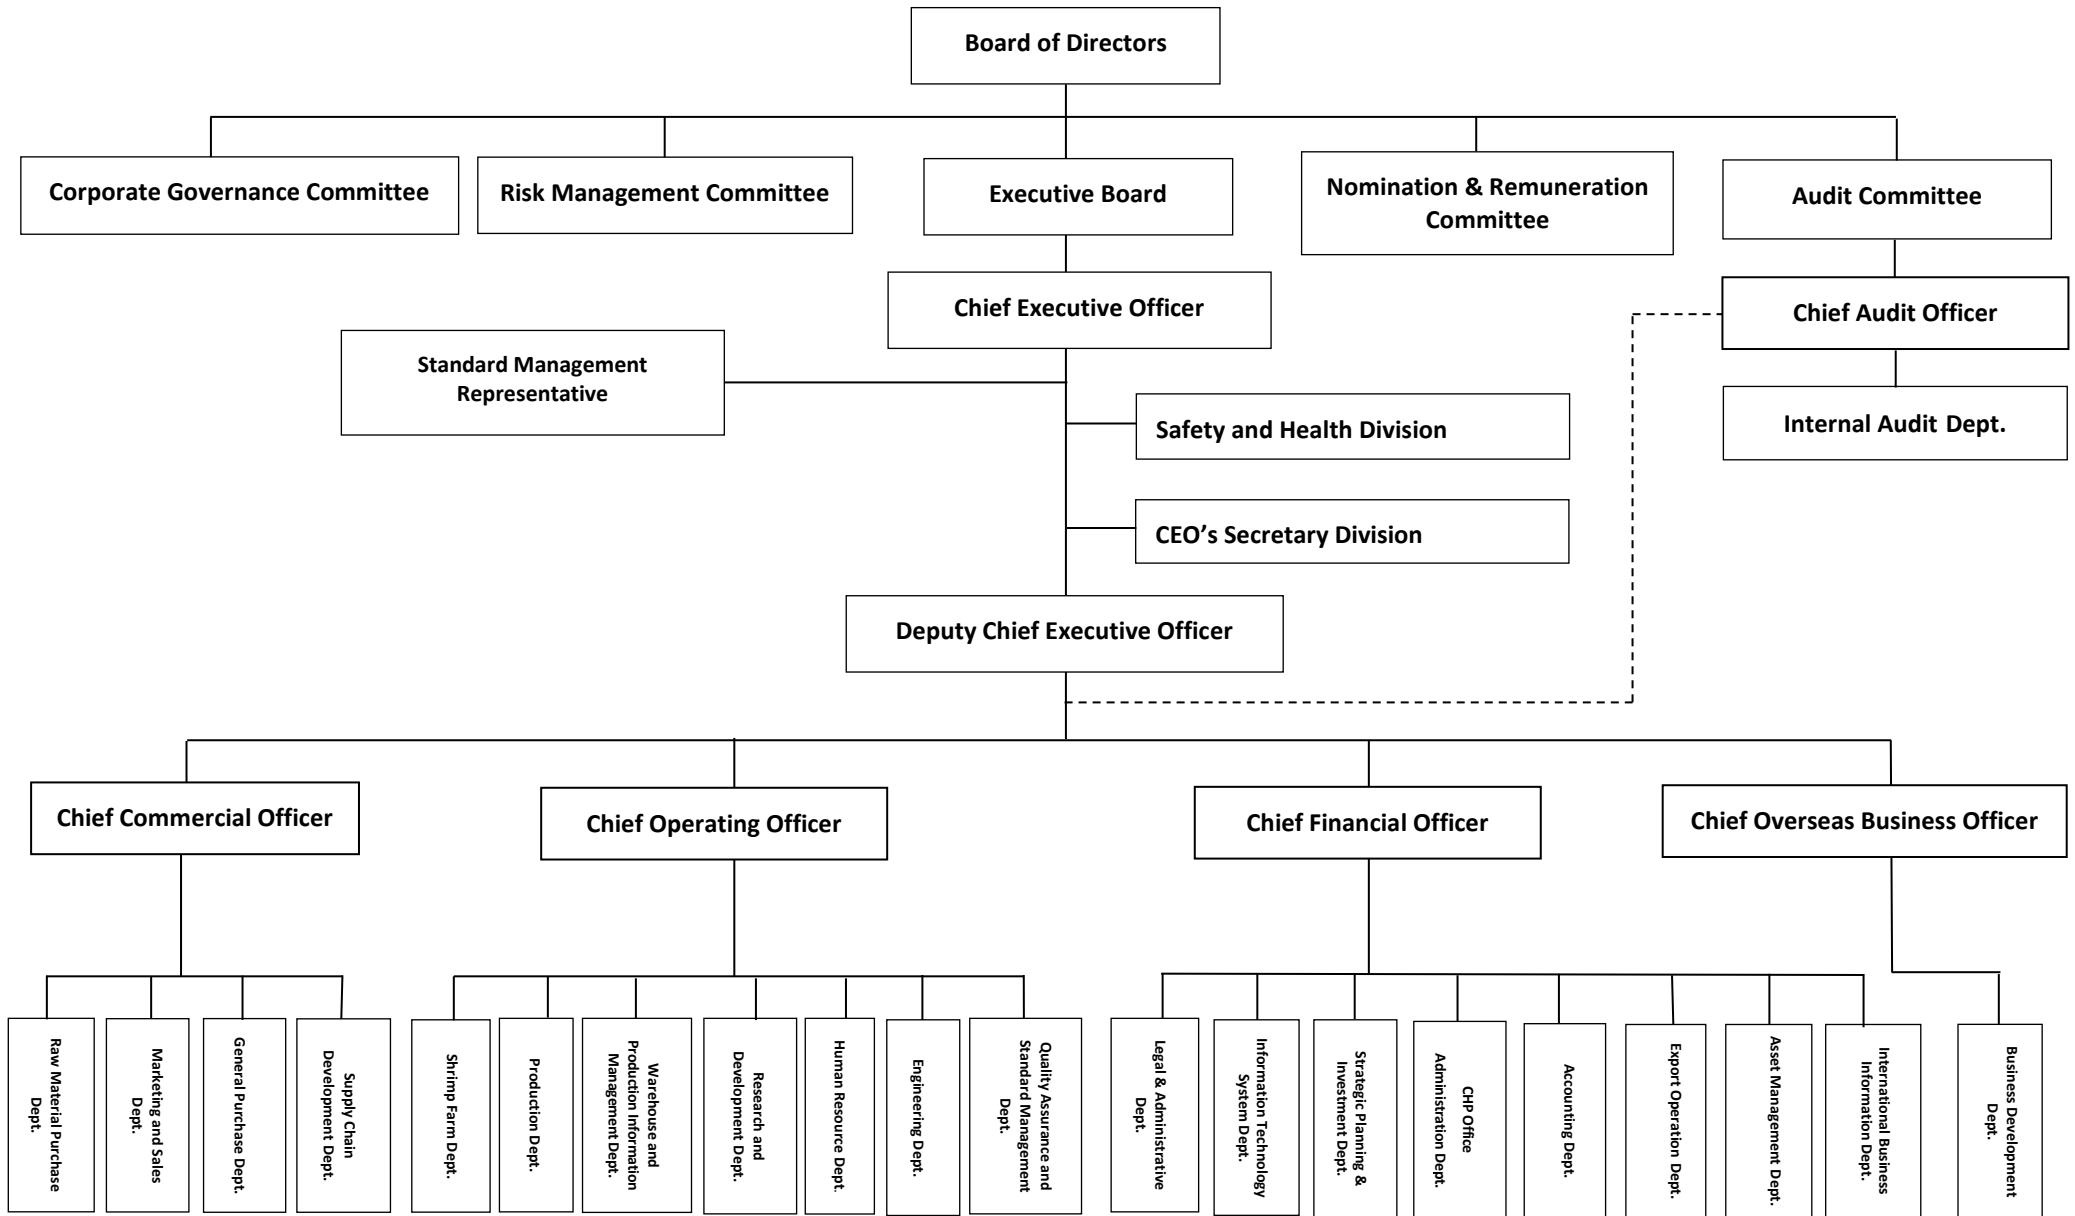 Board of Directors
Corporate Governance Committee
Risk Management Committee
Executive Board
Nomination & Remuneration
Committee
Audit Committee
Chief Executive Officer
Chief Audit Officer
Standard Management
Representative
Safety and Health Division
Internal Audit Dept.
CEO’s Secretary Division
Deputy Chief Executive Officer
Chief Commercial Officer
Chief Operating Officer
Chief Financial Officer
Chief Overseas Business Officer
Raw Material Purchase
Dept.
Marketing and Sales
Dept.
General Purchase Dept.
Supply Chain
Development Dept.
Shrimp Farm Dept.
Production Dept.
Warehouse and
Production Information
Management Dept.
Research and
Development Dept.
Human Resource Dept.
Engineering Dept.
Quality Assurance and
Standard Management
Dept.
Legal & Administrative
Dept.
Information Technology
System Dept.
Strategic Planning &
Investment Dept.
CHP Office
Administration Dept.
Accounting Dept.
Export Operation Dept.
Asset Management Dept.
International Business
Information Dept.
Business Development
Dept.